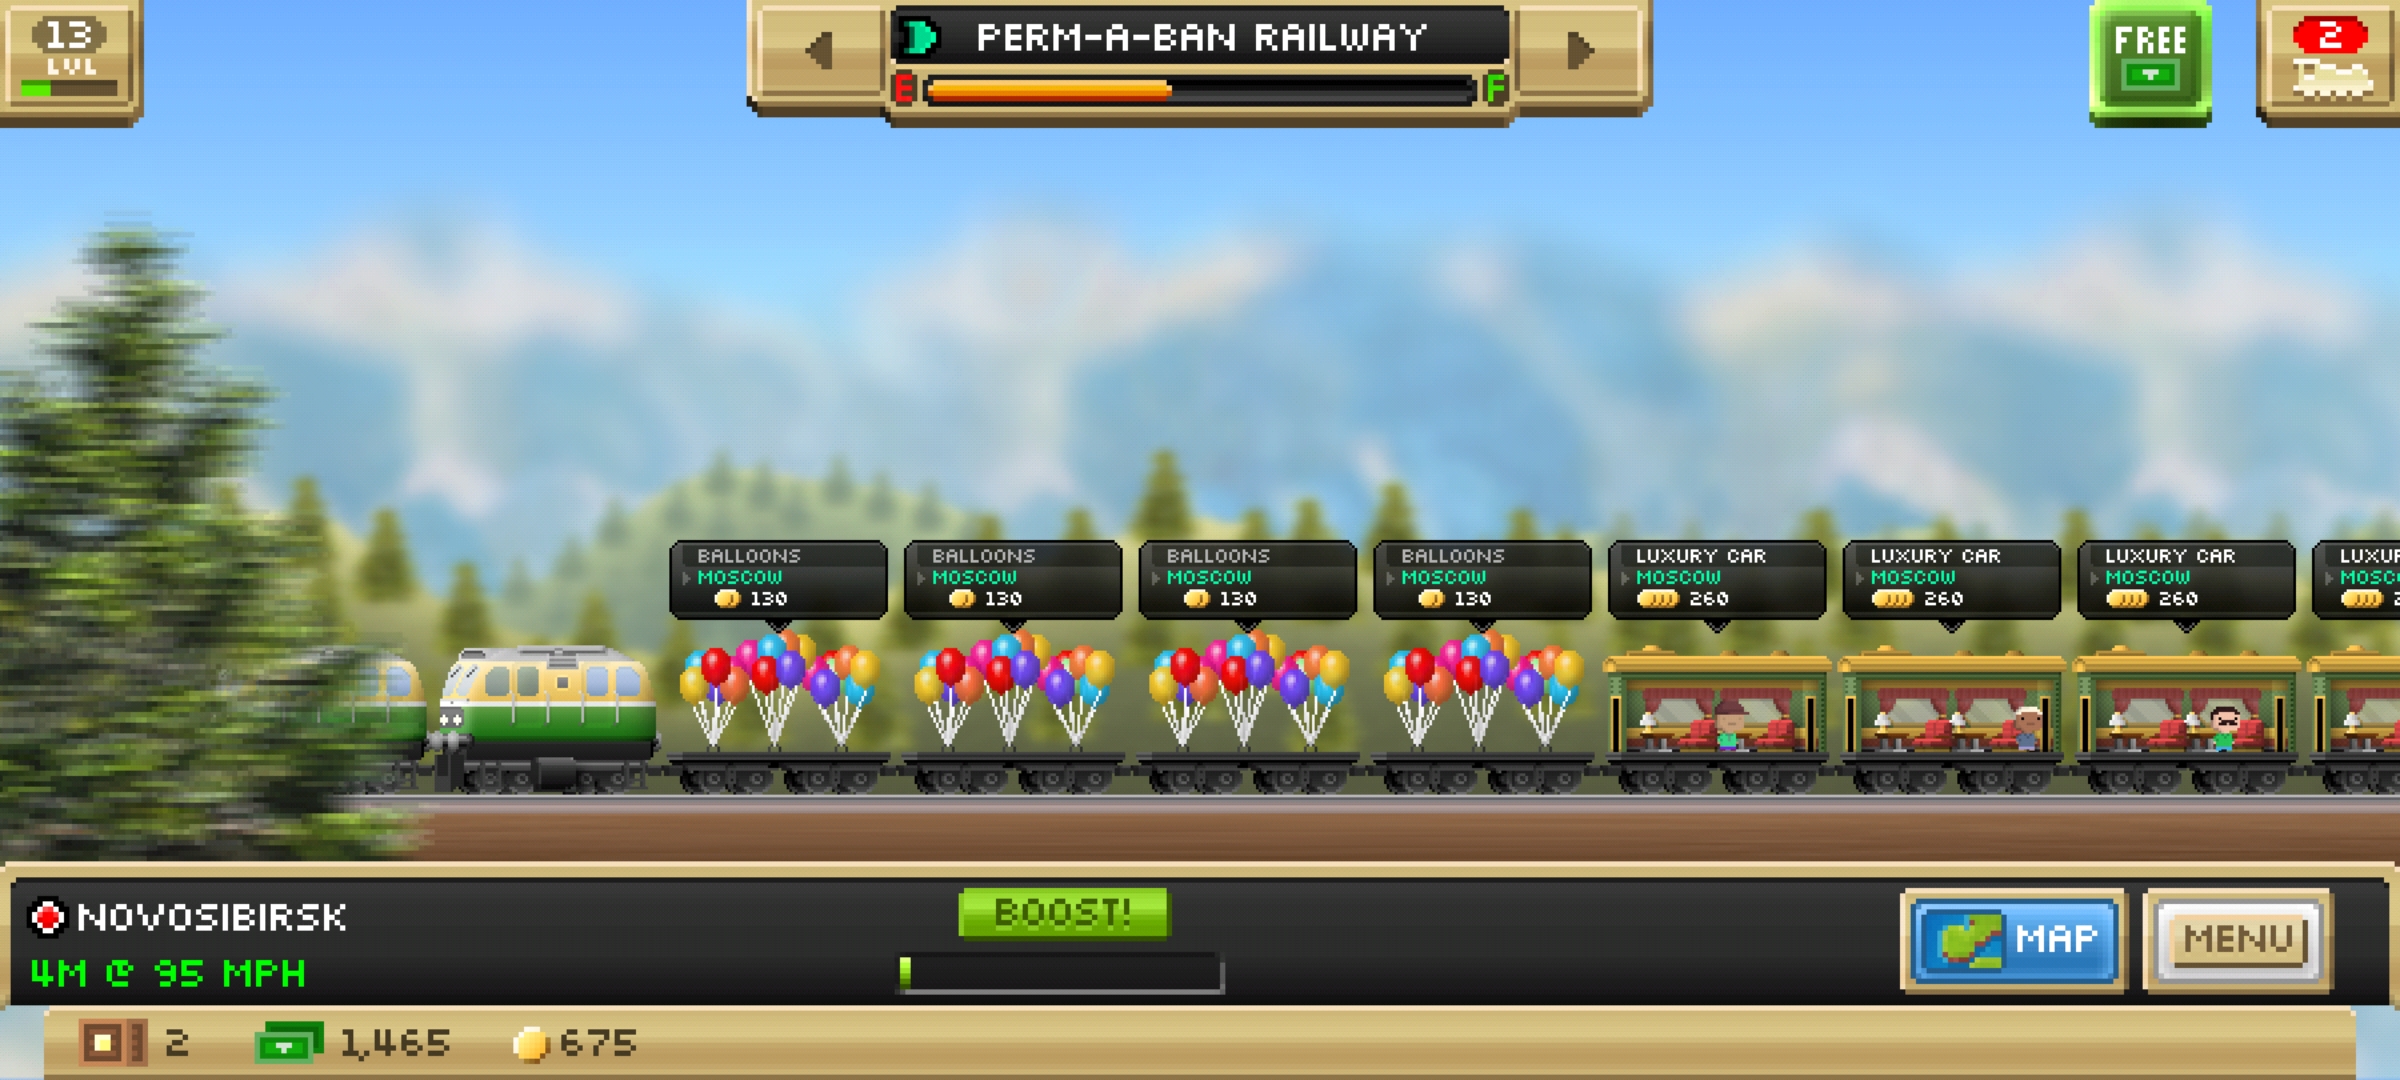 13
LVL
PERM-A-BAN RAILWAY
E
F
FREE
2
BALLOONS
MOSCOW
130
BALLOONS
MOSCOW
130
BALLOONS
MOSCOW
130
BALLOONS
MOSCOW
130
LUXURY CAR
MOSCOW
260
LUXURY CAR
MOSCOW
260
LUXURY CAR
MOSCOW
260
NOVOSIBIRSK
4M @ 95 MPH
BOOST!
MAP
MENU
2
1,465
675